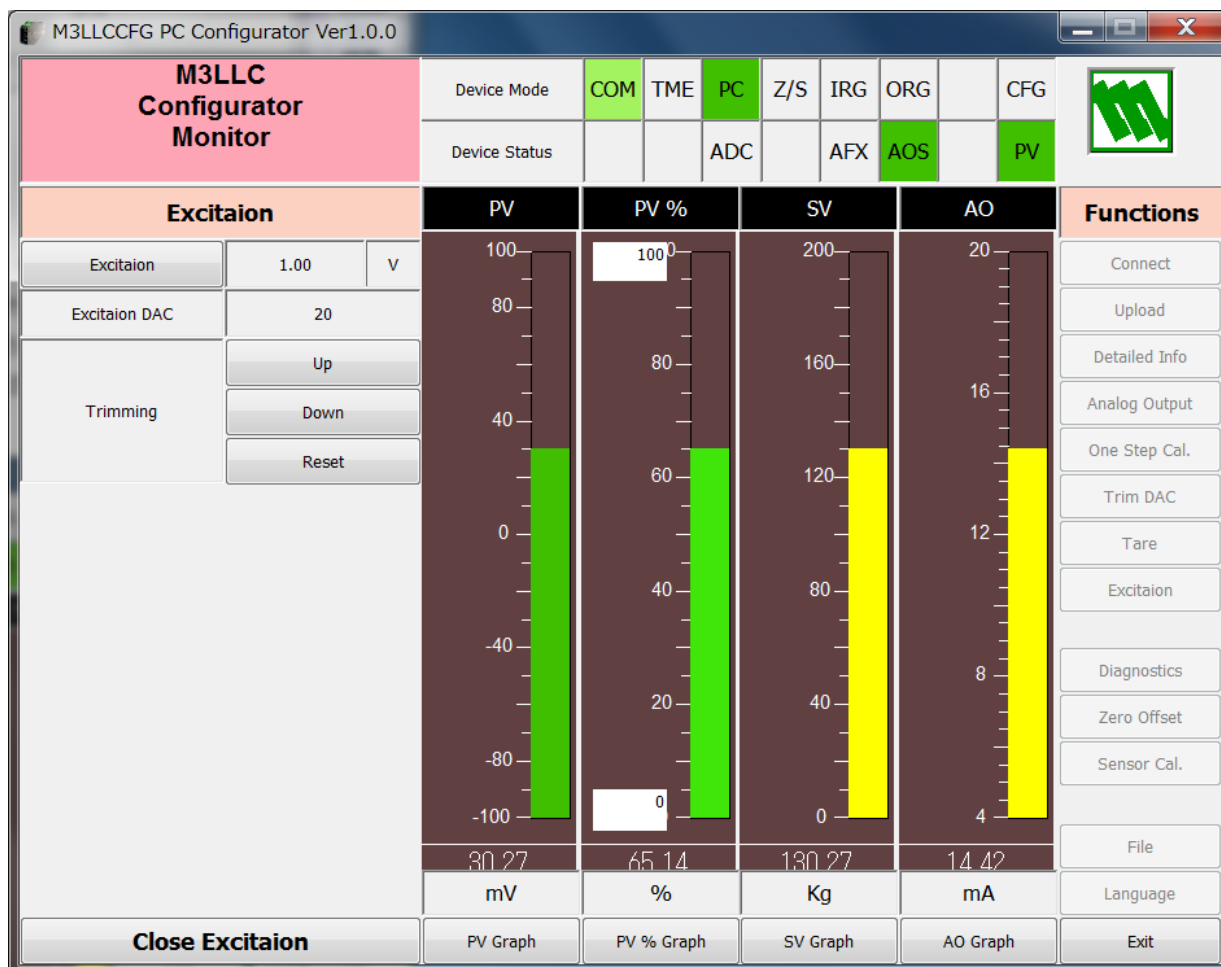 M3LLCCFG PC Configurator Ver1.0.0
M3LLC
Configurator
Monitor
Device Mode COM TME PC Z/S IRG ORG CFG
Device Status ADC AFX AOS PV
Excitaion PV PV % SV AO Functions
Excitaion 1.00 V
Excitaion DAC 20
Trimming
Up
Down
Reset
100
80
40
0
-40
-80
-100
100
80
60
40
20
0
200
160
120
80
40
0
20
16
12
8
4
30.27 65.14 130.27 14.42
mV % Kg mA
Connect
Upload
Detailed Info
Analog Output
One Step Cal.
Trim DAC
Tare
Excitaion
Diagnostics
Zero Offset
Sensor Cal.
File
Language
Close Excitaion PV Graph PV % Graph SV Graph AO Graph Exit